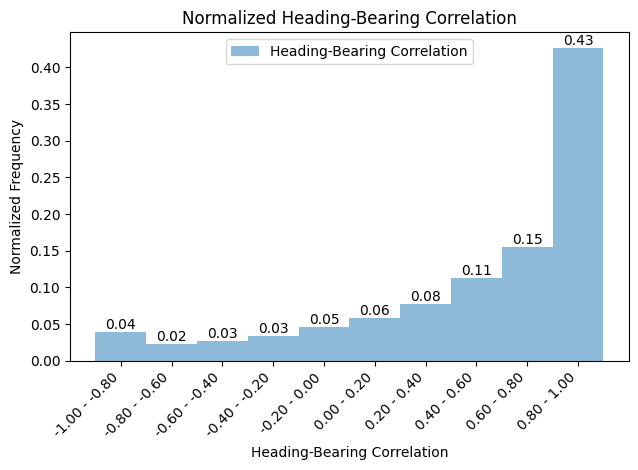 Normalized Heading-Bearing Correlation
Heading-Bearing Correlation
Normalized Frequency
0.40
0.35
0.30
0.25
0.20
0.15
0.10
0.05
0.00
0.04
0.02
0.03
0.03
0.05
0.06
0.08
0.11
0.15
0.43
-1.00 - -0.80
-0.80 - -0.60
-0.60 - -0.40
-0.40 - -0.20
-0.20 - 0.00
0.00 - 0.20
0.20 - 0.40
0.40 - 0.60
0.60 - 0.80
0.80 - 1.00
Heading-Bearing Correlation